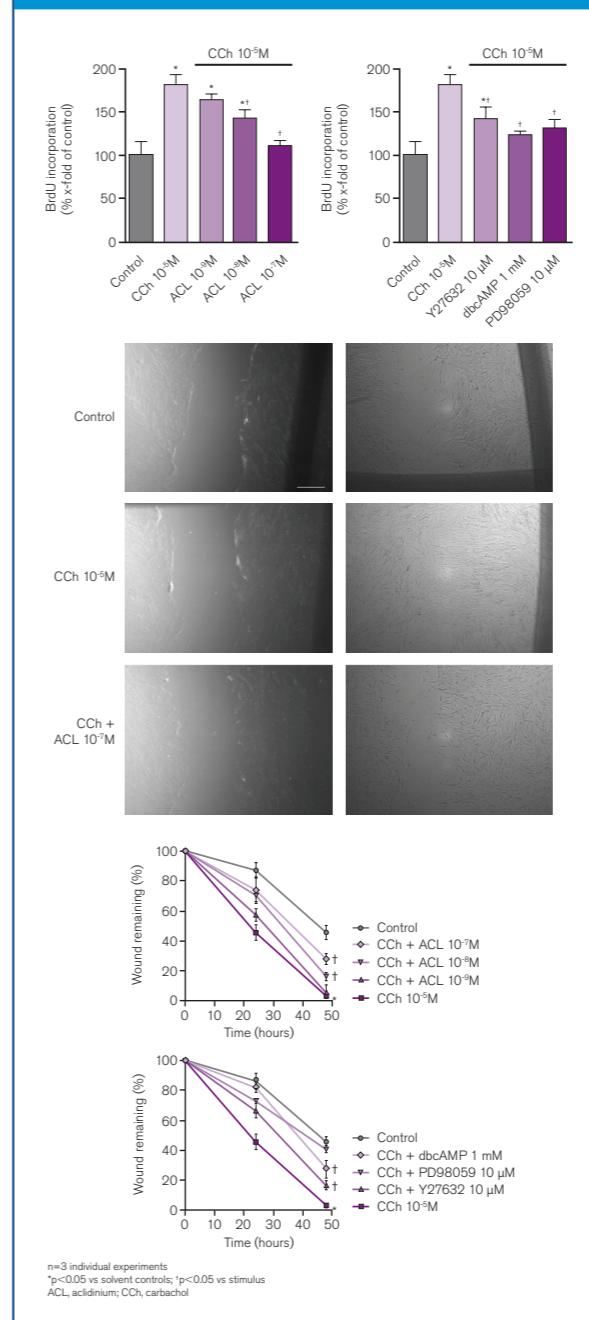 CCh 10⁻⁵M
200
150
100
50
0
BrdU incorporation
(% x-fold of control)
*
*
*†
†
Control
CCh 10⁻⁵M
ACL 10⁻⁹M
ACL 10⁻⁸M
ACL 10⁻⁷M
CCh 10⁻⁵M
200
150
100
50
0
BrdU incorporation
(% x-fold of control)
*
*†
†
†
Control
CCh 10⁻⁵M
Y27632 10 µM
dbcAMP 1 mM
PD98059 10 µM
Control
CCh 10⁻⁵M
CCh +
ACL 10⁻⁷M
100
80
60
40
20
0
Wound remaining (%)
0 10 20 30 40 50
Time (hours)
†
†
*
Control
CCh + ACL 10⁻⁷M
CCh + ACL 10⁻⁸M
CCh + ACL 10⁻⁹M
CCh 10⁻⁵M
100
80
60
40
20
0
Wound remaining (%)
0 10 20 30 40 50
Time (hours)
†
†
*
Control
CCh + dbcAMP 1 mM
CCh + PD98059 10 µM
CCh + Y27632 10 µM
CCh 10⁻⁵M
n=3 individual experiments
*p<0.05 vs solvent controls; †p<0.05 vs stimulus
ACL, aclidinium; CCh, carbachol